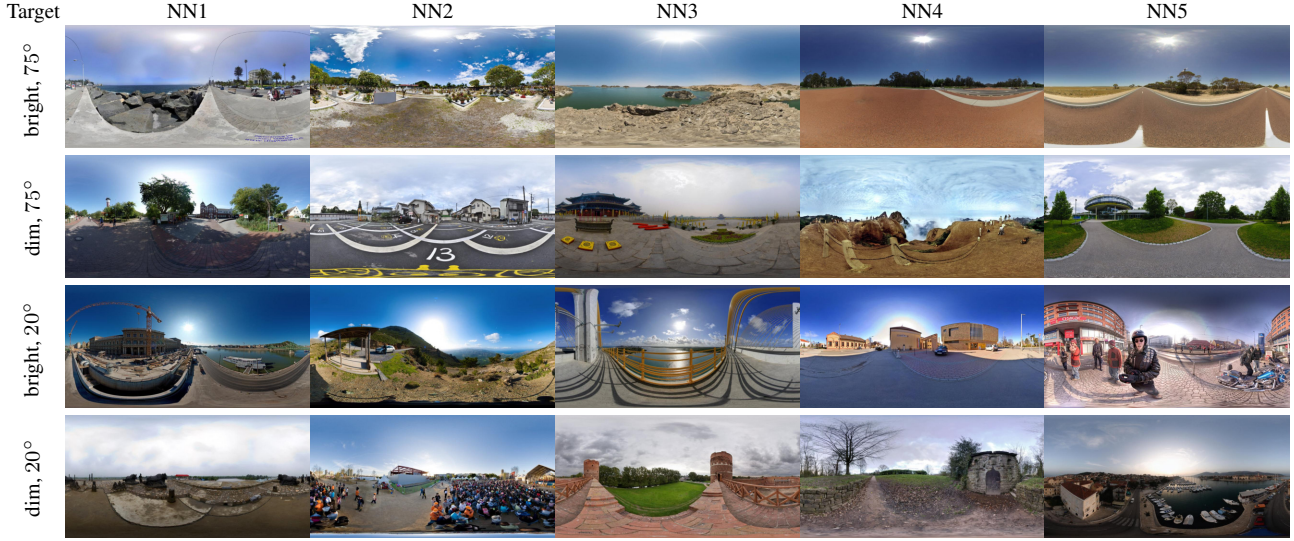 Target NN1 NN2 NN3 NN4 NN5
bright, 75°
dim, 75°
13
bright, 20°
dim, 20°